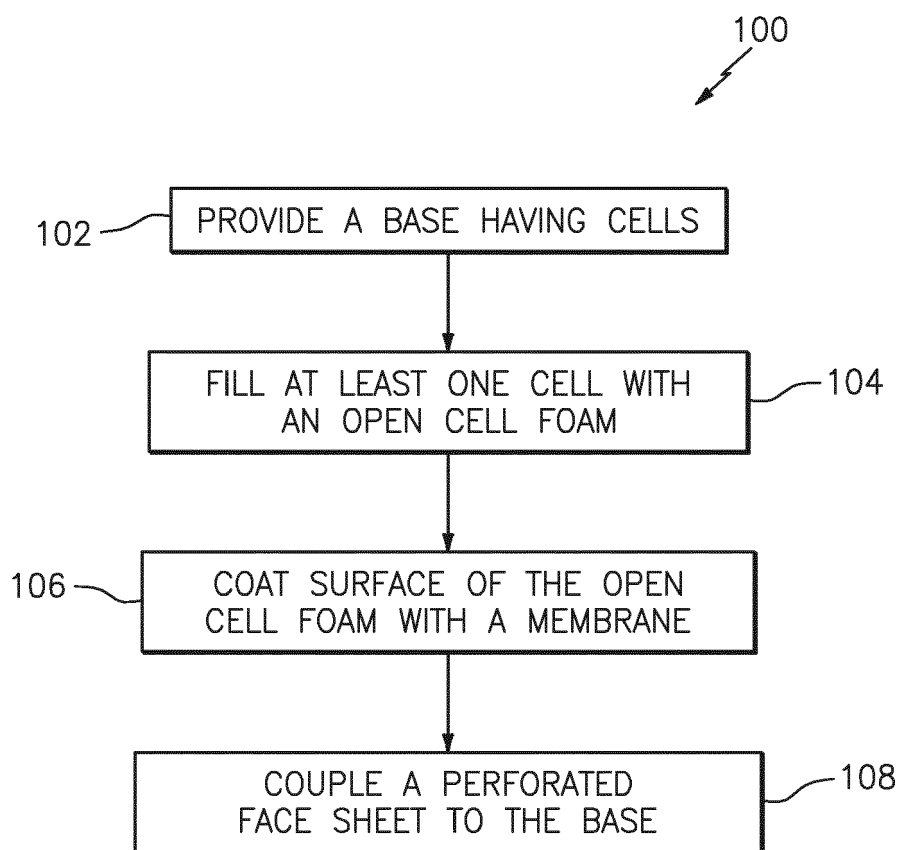 100
102
PROVIDE A BASE HAVING CELLS
FILL AT LEAST ONE CELL WITH
AN OPEN CELL FOAM
104
106
COAT SURFACE OF THE OPEN
CELL FOAM WITH A MEMBRANE
COUPLE A PERFORATED
FACE SHEET TO THE BASE
108